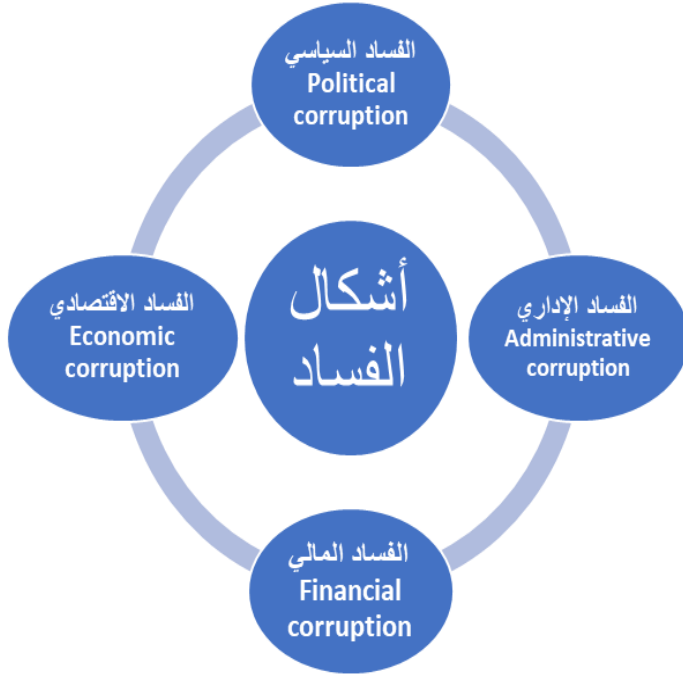 الفساد السياسي
Political
corruption
الفساد الاقتصادي
Economic
corruption
أشكال
الفساد
الفساد الإداري
Administrative
corruption
الفساد المالي
Financial
corruption